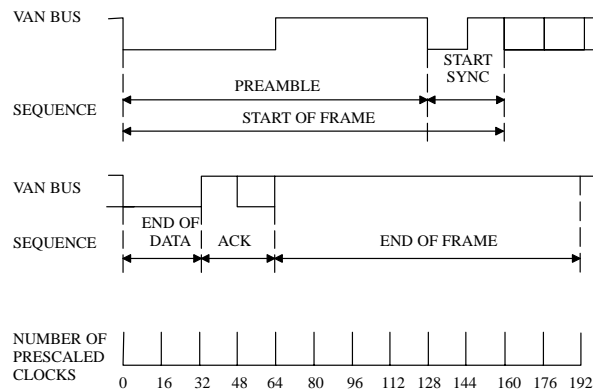 VAN BUS
START
SYNC
PREAMBLE
SEQUENCE
START OF FRAME
VAN BUS
END OF
DATA
ACK
END OF FRAME
SEQUENCE
NUMBER OF
PRESCALED
CLOCKS
0 16 32 48 64 80 96 112 128 144 160 176 192